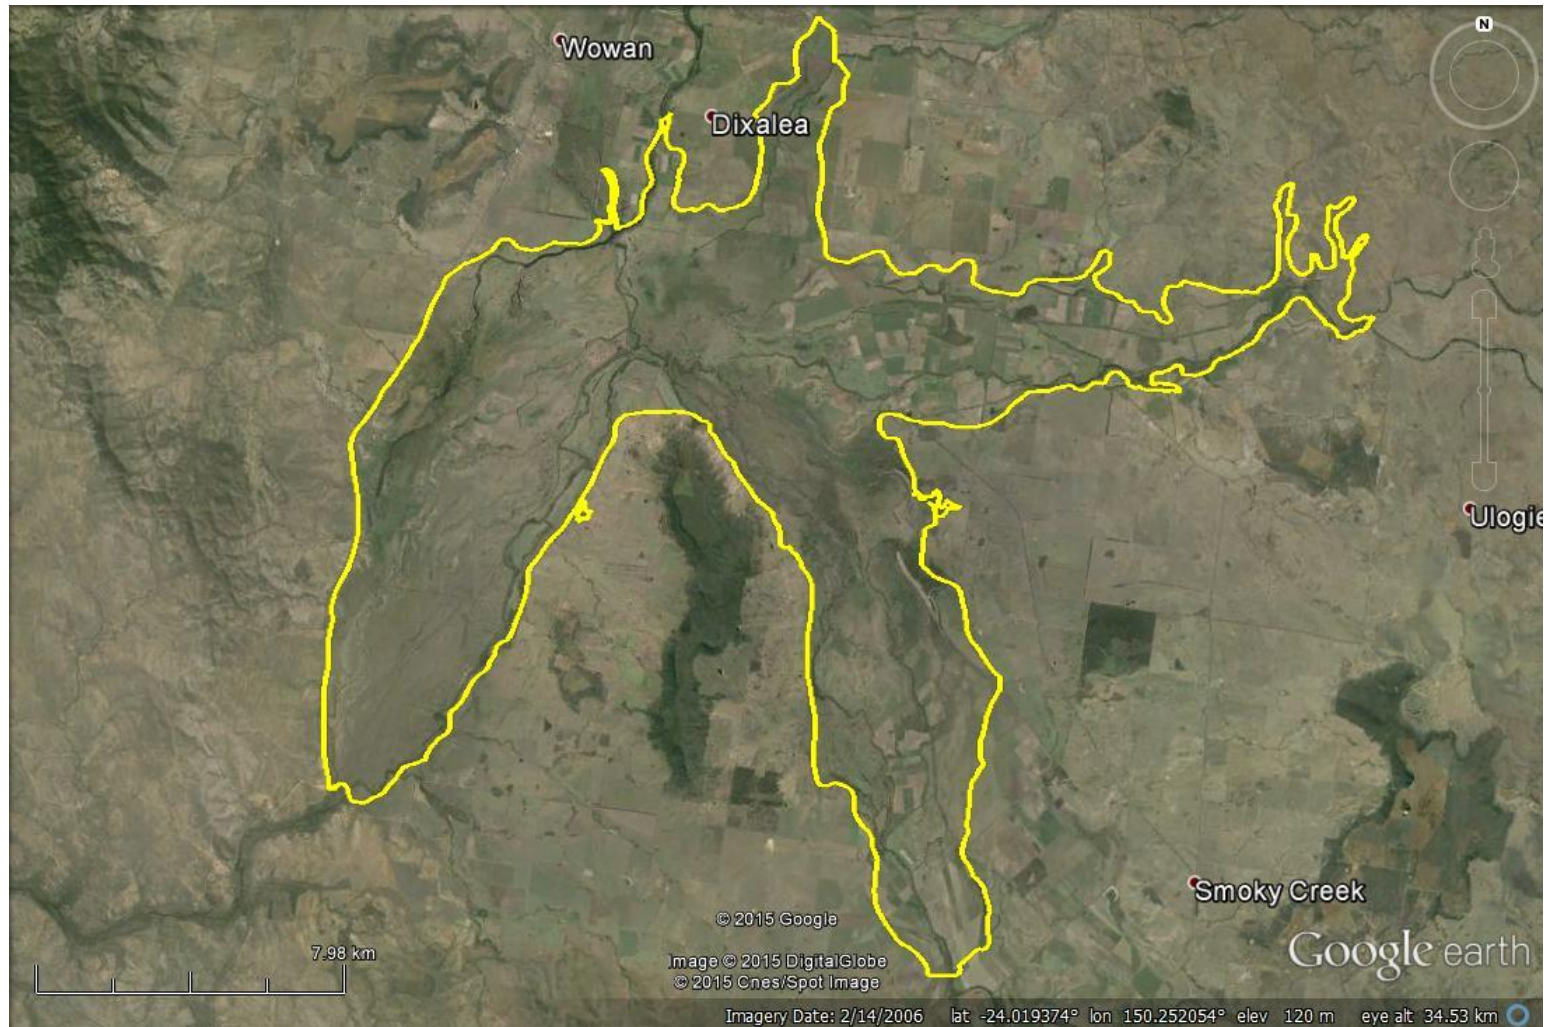 N
Wowan
Dixalea
Ulogie
Smoky Creek
© 2015 Google
Google earth
7.98 km
Image © 2015 DigitalGlobe
© 2015 Cnes/Spot Image
Imagery Date: 2/14/2006 lat -24.019374° lon 150.252054° elev 120 m eye alt 34.53 km